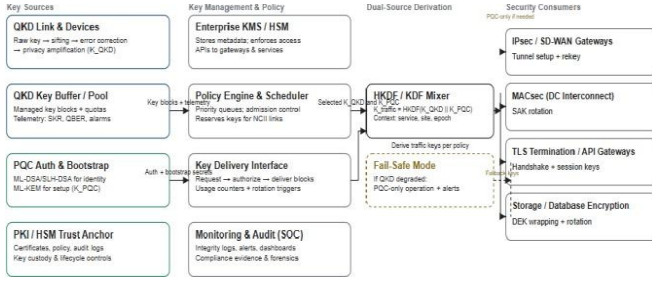 Key Sources
Key Management & Policy
Dual-Source Derivation
Security Consumers
PQC-only if needed
QKD Link & Devices
Raw key → sifting → error correction
→ privacy amplification (K_QKD)
Enterprise KMS / HSM
Stores metadata; enforces access
APIs to gateways & services
IPsec / SD-WAN Gateways
Tunnel setup + rekey
QKD Key Buffer / Pool
Managed key blocks + quotas
Telemetry: SKR, QBER, alarms
Key blocks + telemetry
Policy Engine & Scheduler
Priority queues; admission control
Reserves keys for NCII links
Selected K_QKD and K_PQC
HKDF / KDF Mixer
K_traffic = HKDF(K_QKD || K_PQC)
Context: service, site, epoch
MACsec (DC Interconnect)
SAK rotation
Derive traffic keys per policy
PQC Auth & Bootstrap
ML-DSA/SLH-DSA for identity
ML-KEM for setup (K_PQC)
Auth + bootstrap secrets
Key Delivery Interface
Request → authorize → deliver blocks
Usage counters + rotation triggers
Fail-Safe Mode
If QKD degraded:
PQC-only operation + alerts
Fallback keys
TLS Termination / API Gateways
Handshake + session keys
Storage / Database Encryption
DEK wrapping + rotation
PKI / HSM Trust Anchor
Certificates, policy, audit logs
Key custody & lifecycle controls
Monitoring & Audit (SOC)
Integrity logs, alerts, dashboards
Compliance evidence & forensics